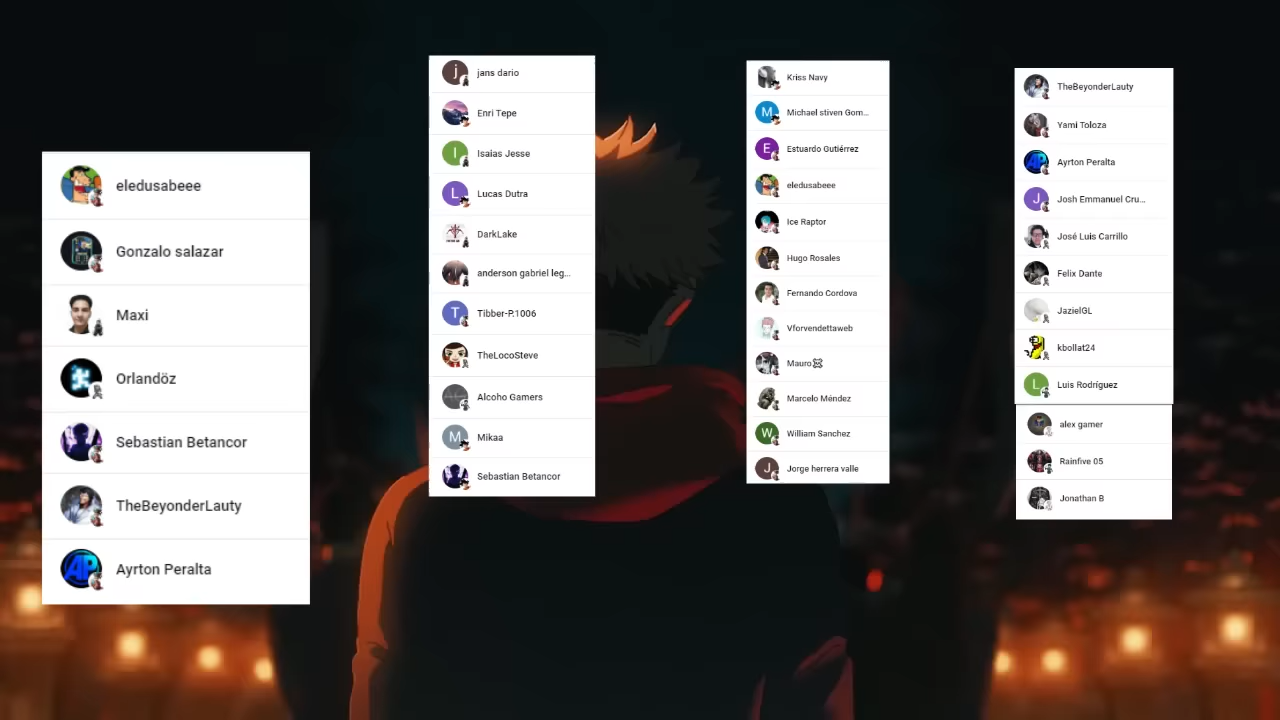 eledusabeee
Gonzalo salazar
Maxi
Orlandöz
Sebastian Betancor
TheBeyonderLauty
Ayrton Peralta
j jans dario
Enri Tepe
I Isaias Jesse
L Lucas Dutra
DarkLake
anderson gabriel leg...
T Tibber-P.1006
TheLocoSteve
Alcoho Gamers
M Mikaa
Sebastian Betancor
Kriss Navy
M Michael stiven Gom...
E Estuardo Gutiérrez
eledusabeee
Ice Raptor
Hugo Rosales
Fernando Cordova
Vforvendettaweb
Mauro
Marcelo Méndez
W William Sanchez
J Jorge herrera valle
TheBeyonderLauty
Yami Toloza
AP Ayrton Peralta
J Josh Emmanuel Cru...
José Luis Carrillo
Felix Dante
JazielGL
kbollat24
L Luis Rodríguez
alex gamer
Rainfive 05
Jonathan B